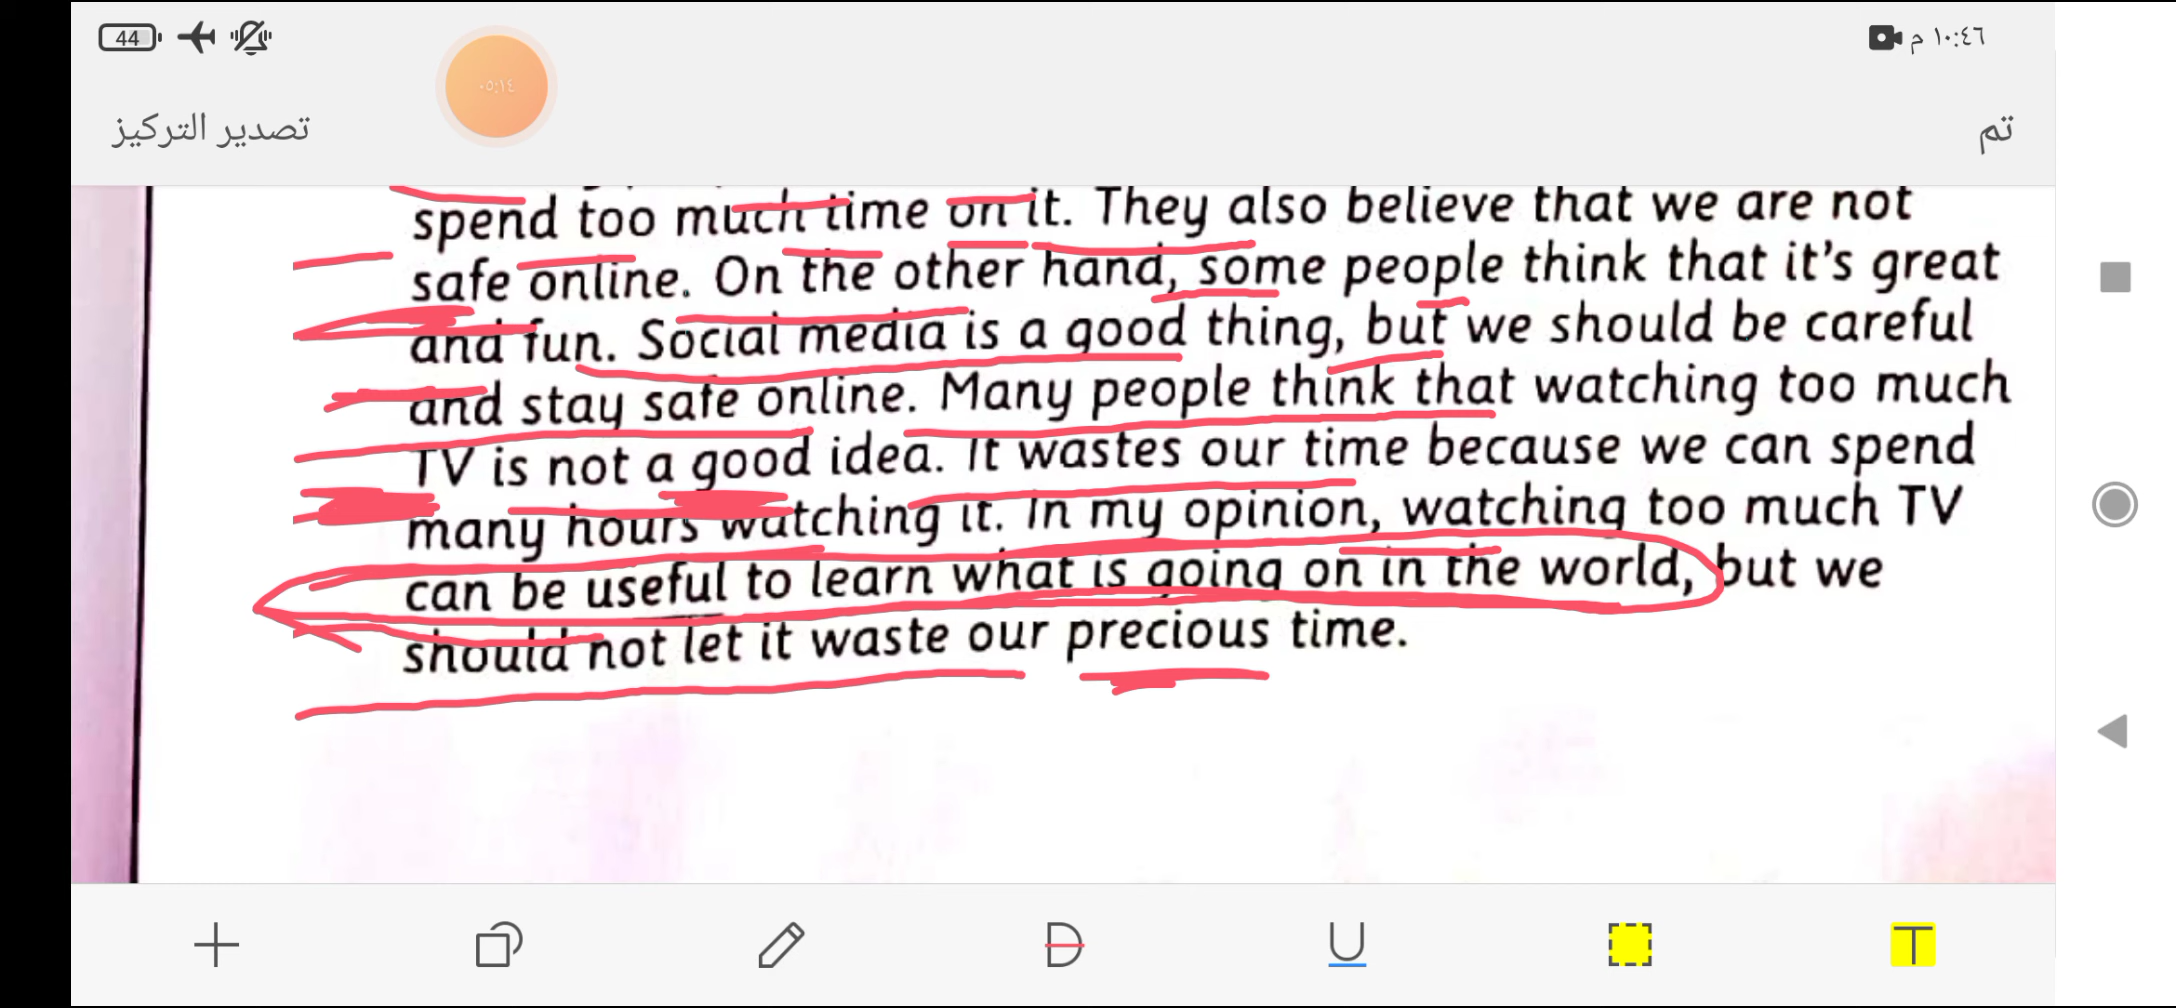 44
١٠:٤٦ م
٠٥:١٤
تصدير التركيز
تم
spend too much time on it. They also believe that we are not
safe online. On the other hand, some people think that it's great
and fun. Social media is a good thing, but we should be careful
and stay safe online. Many people think that watching too much
TV is not a good idea. It wastes our time because we can spend
many hours watching it. In my opinion, watching too much TV
can be useful to learn what is going on in the world, but we
should not let it waste our precious time.